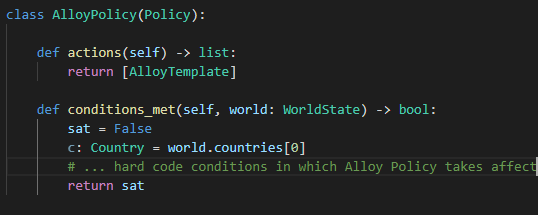 class AlloyPolicy(Policy):
def actions(self) -> list:
return [AlloyTemplate]
def conditions_met(self, world: WorldState) -> bool:
sat = False
c: Country = world.countries[0]
# ... hard code conditions in which Alloy Policy takes affect
return sat